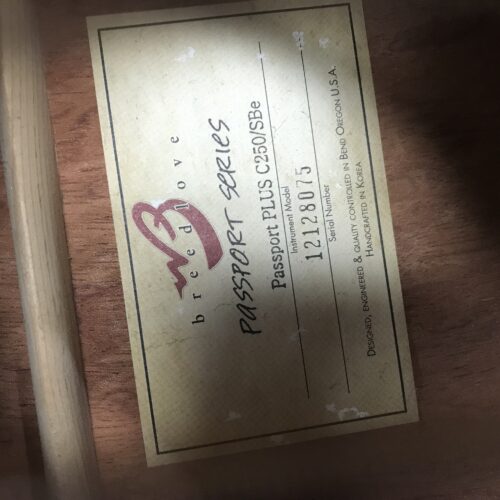 breedlove
PASSPORT SERIES
Passport PLUS C250/SBe
Instrument Model
12128075
Serial Number
DESIGNED, ENGINEERED & QUALITY CONTROLLED IN BEND OREGON U.S.A.
HANDCRAFTED IN KOREA